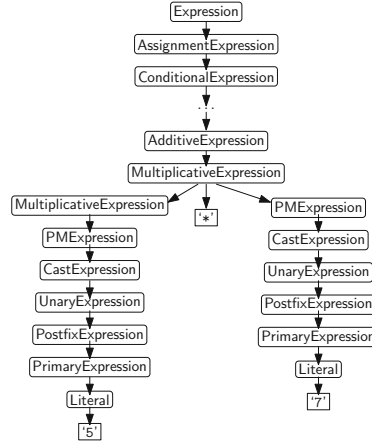 Expression
AssignmentExpression
ConditionalExpression
...
AdditiveExpression
MultiplicativeExpression
MultiplicativeExpression
‘*’
PMExpression
PMExpression
CastExpression
CastExpression
UnaryExpression
UnaryExpression
PostfixExpression
PostfixExpression
PrimaryExpression
PrimaryExpression
Literal
Literal
‘5’
‘7’